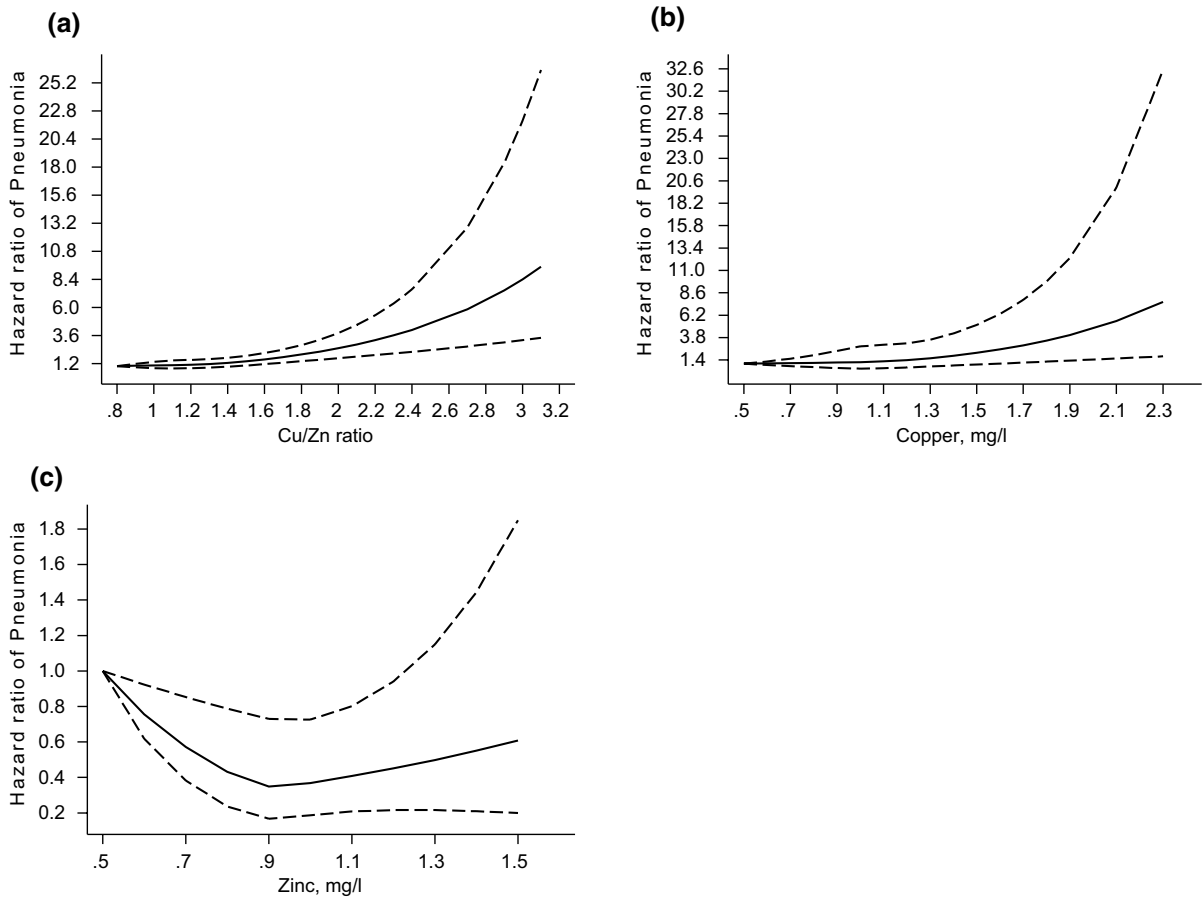 (a)
Hazard ratio of Pneumonia
25.2
22.8
20.4
18.0
15.6
13.2
10.8
8.4
6.0
3.6
1.2
.8 1 1.2 1.4 1.6 1.8 2 2.2 2.4 2.6 2.8 3 3.2
Cu/Zn ratio
(b)
Hazard ratio of Pneumonia
32.6
30.2
27.8
25.4
23.0
20.6
18.2
15.8
13.4
11.0
8.6
6.2
3.8
1.4
.5 .7 .9 1.1 1.3 1.5 1.7 1.9 2.1 2.3
Copper, mg/l
(c)
Hazard ratio of Pneumonia
1.8
1.6
1.4
1.2
1.0
0.8
0.6
0.4
0.2
.5 .7 .9 1.1 1.3 1.5
Zinc, mg/l